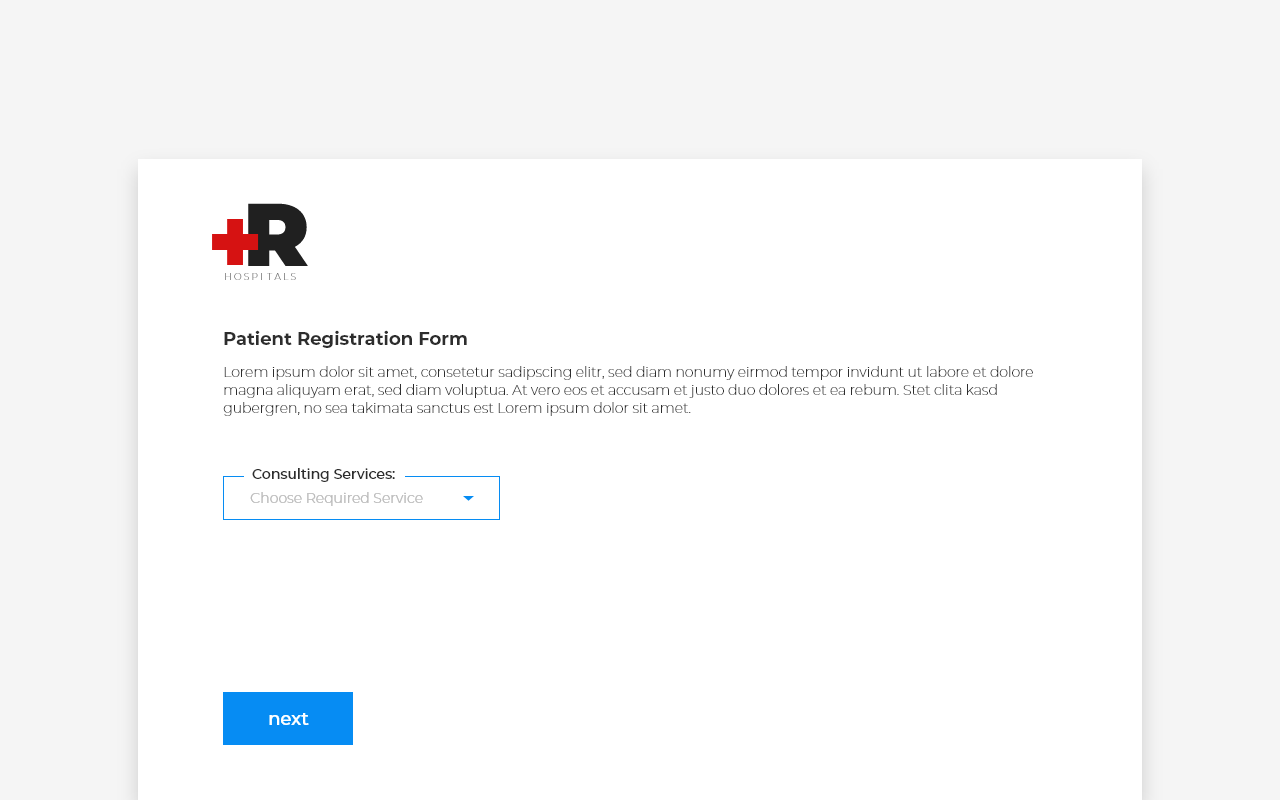 R
HOSPITALS
Patient Registration Form
Lorem ipsum dolor sit amet, consetetur sadipscing elitr, sed diam nonumy eirmod tempor invidunt ut labore et dolore
magna aliquyam erat, sed diam voluptua. At vero eos et accusam et justo duo dolores et ea rebum. Stet clita kasd
gubergren, no sea takimata sanctus est Lorem ipsum dolor sit amet.
Consulting Services:
Choose Required Service
next